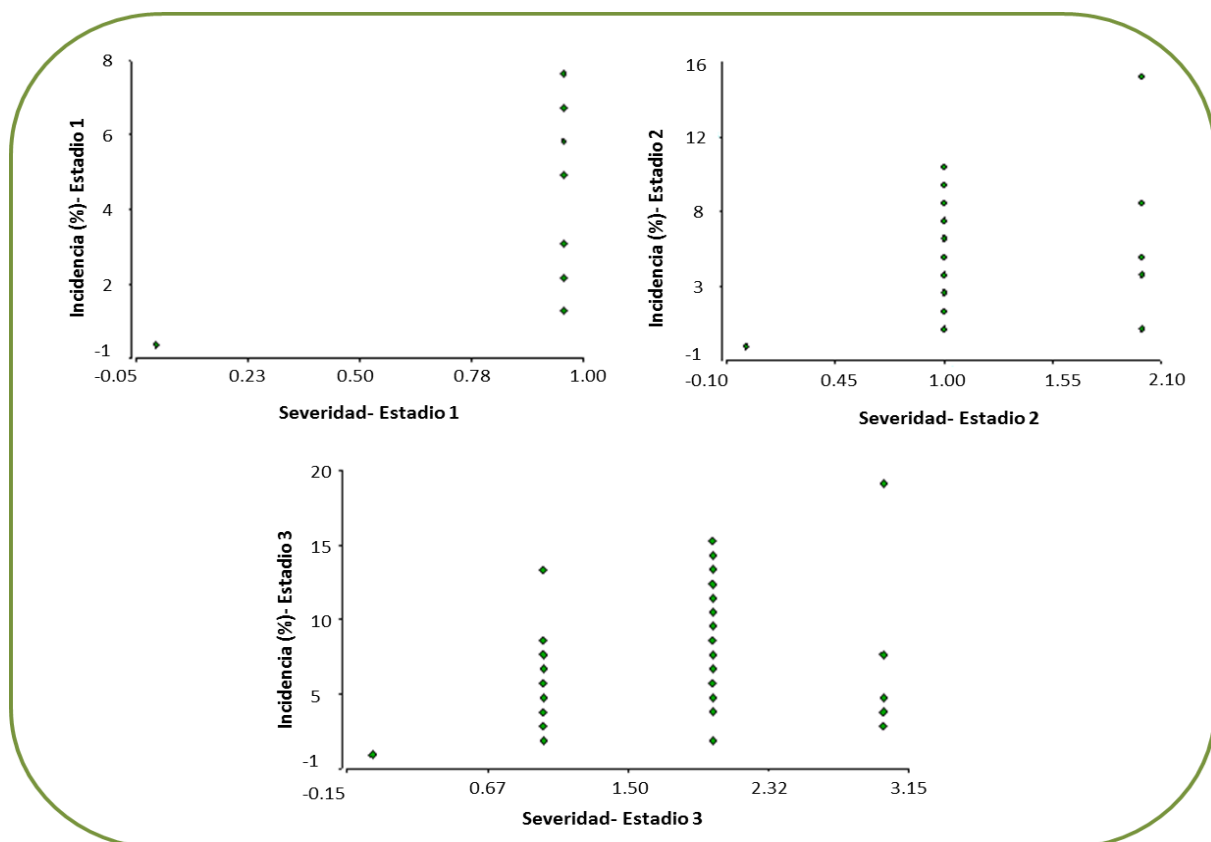 8
6
4
2
-1
Incidencia (%)- Estadio 1
-0.05 0.23 0.50 0.78 1.00
Severidad- Estadio 1
16
12
8
3
-1
Incidencia (%)- Estadio 2
-0.10 0.45 1.00 1.55 2.10
Severidad- Estadio 2
20
15
10
5
-1
Incidencia (%)- Estadio 3
-0.15 0.67 1.50 2.32 3.15
Severidad- Estadio 3